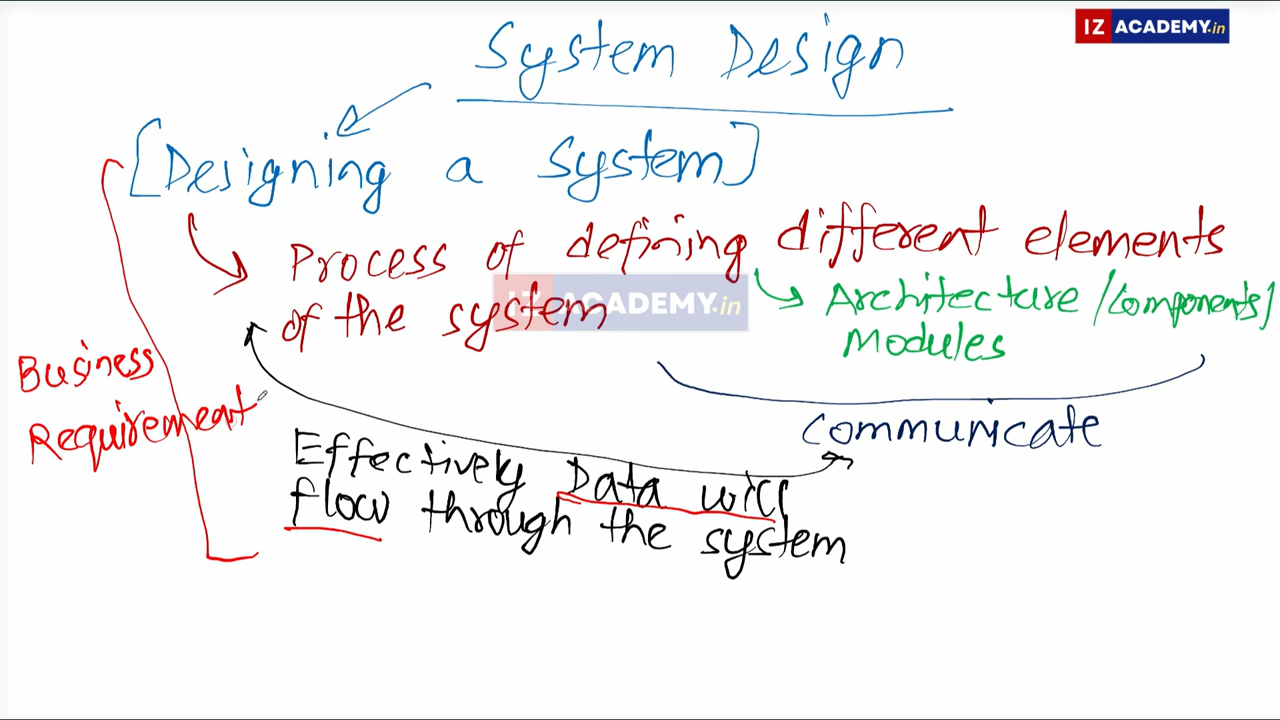 System Design
IZ ACADEMY.in
[Designing a system]
Process of defining different elements
of the system
IZ ACADEMY.in
Architecture / Components /
Modules
Business
Requirement
Communicate
Effectively Data will
flow through the system